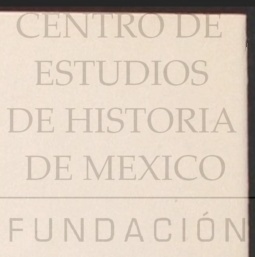 CENTRO DE
ESTUDIOS
DE HISTORIA
DE MEXICO
FUNDACIÓN